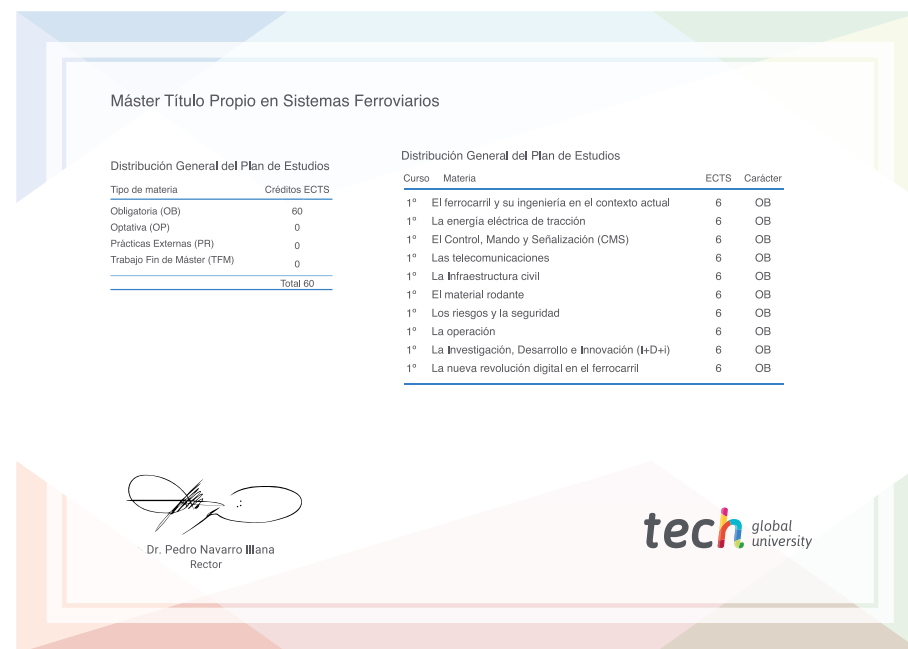 Máster Título Propio en Sistemas Ferroviarios
Distribución General del Plan de Estudios
Tipo de materia Créditos ECTS
Obligatoria (OB) 60
Optativa (OP) 0
Prácticas Externas (PR) 0
Trabajo Fin de Máster (TFM) 0
Total 60
Distribución General del Plan de Estudios
Curso Materia ECTS Carácter
1º El ferrocarril y su ingeniería en el contexto actual 6 OB
1º La energía eléctrica de tracción 6 OB
1º El Control, Mando y Señalización (CMS) 6 OB
1º Las telecomunicaciones 6 OB
1º La Infraestructura civil 6 OB
1º El material rodante 6 OB
1º Los riesgos y la seguridad 6 OB
1º La operación 6 OB
1º La Investigación, Desarrollo e Innovación (I+D+i) 6 OB
1º La nueva revolución digital en el ferrocarril 6 OB
Dr. Pedro Navarro Illana
Rector
tech global
university